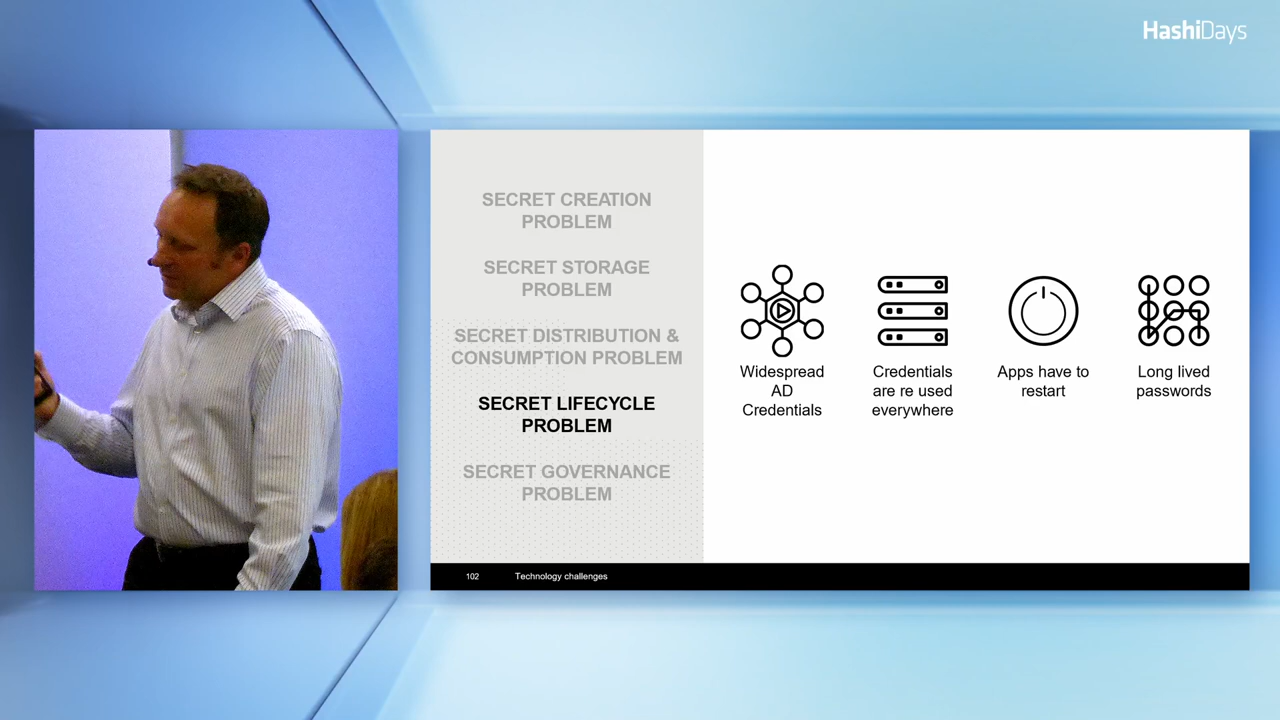 HashiDays
SECRET CREATION
PROBLEM
SECRET STORAGE
PROBLEM
SECRET DISTRIBUTION &
CONSUMPTION PROBLEM
SECRET LIFECYCLE
PROBLEM
SECRET GOVERNANCE
PROBLEM
Widespread
AD
Credentials
Credentials
are re used
everywhere
Apps have to
restart
Long lived
passwords
102
Technology challenges